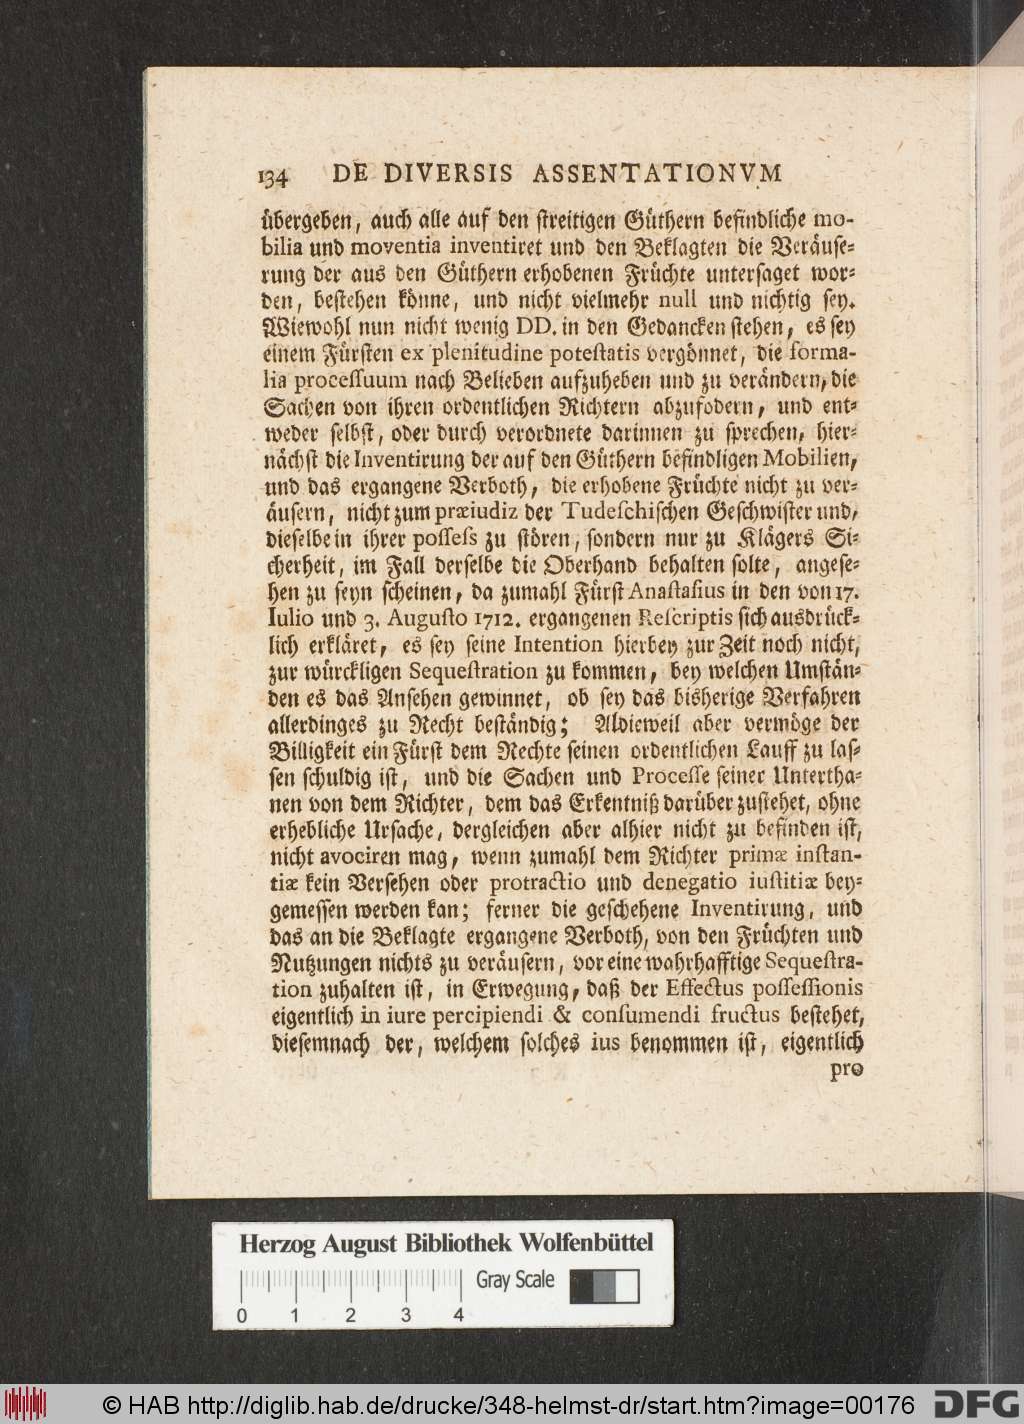 134 DE DIVERSIS ASSENTATIONVM
übergeben, auch alle auf den streitigen Güthern befindliche mo-
bilia und moventia inventiret und den Beklagten die Veräuse-
rung der aus den Güthern erhobenen Früchte untersaget wor-
den, bestehen könne, und nicht vielmehr null und nichtig sey.
Wiewohl nun nicht wenig DD. in den Gedancken stehen, es sey
einem Fürsten ex plenitudine potestatis vergönnet, die forma-
lia processuum nach Belieben aufzuheben und zu verändern, die
Sachen von ihren ordentlichen Richtern abzufodern, und ent-
weder selbst, oder durch verordnete darinnen zu sprechen, hier-
nächst die Inventirung der auf den Güthern befindligen Mobilien,
und das ergangene Verboth, die erhobene Früchte nicht zu ver-
äusern, nicht zum præiudiz der Tudeschischen Geschwister und,
dieselbe in ihrer possess zu stören, sondern nur zu Klägers Si-
cherheit, im Fall derselbe die Oberhand behalten solte, angese-
hen zu seyn scheinen, da zumahl Fürst Anastasius in den von 17.
Iulio und 3. Augusto 1712. ergangenen Rescriptis sich ausdrück-
lich erkläret, es sey seine Intention hierbey zur Zeit noch nicht,
zur würckligen Sequestration zu kommen, bey welchen Umstän-
den es das Ansehen gewinnet, ob sey das bisherige Verfahren
allerdinges zu Recht beständig; Aldieweil aber vermöge der
Billigkeit ein Fürst dem Rechte seinen ordentlichen Lauff zu las-
sen schuldig ist, und die Sachen und Processe seiner Untertha-
nen von dem Richter, dem das Erkentniß darüber zustehet, ohne
erhebliche Ursache, dergleichen aber alhier nicht zu befinden ist,
nicht avociren mag, wenn zumahl dem Richter primæ instan-
tiæ kein Versehen oder protractio und denegatio iustitiæ bey-
gemessen werden kan; ferner die geschehene Inventirung, und
das an die Beklagte ergangene Verboth, von den Früchten und
Nutzungen nichts zu veräusern, vor eine wahrhafftige Sequestra-
tion zuhalten ist, in Erwegung, daß der Effectus possessionis
eigentlich in iure percipiendi & consumendi fructus bestehet,
diesemnach der, welchem solches ius benommen ist, eigentlich
pro
Herzog August Bibliothek Wolfenbüttel
Gray Scale
0 1 2 3 4
© HAB http://diglib.hab.de/drucke/348-helmst-dr/start.htm?image=00176
DFG